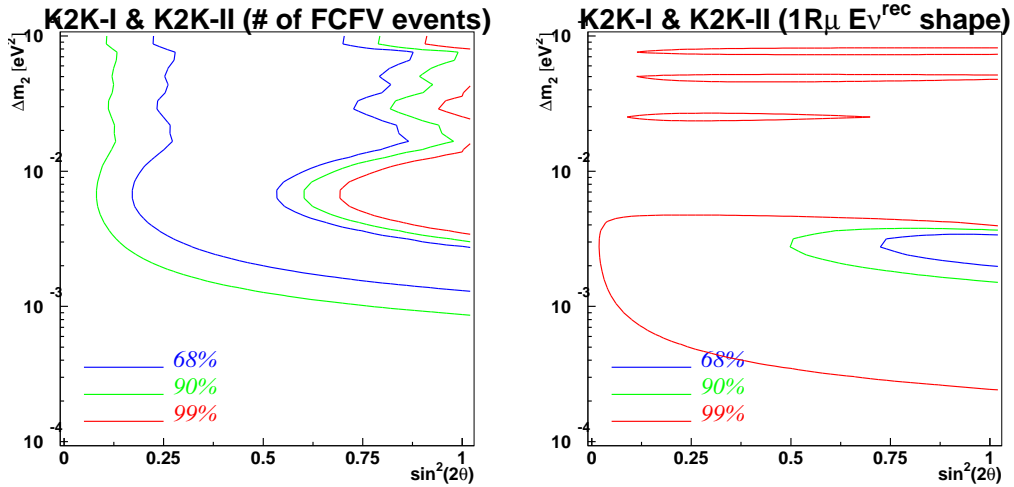 K2K-I & K2K-II (# of FCFV events)
Δm₂ [eV²]
10⁻¹
10⁻²
10⁻³
10⁻⁴
68%
90%
99%
0 0.25 0.5 0.75 1
sin²(2θ)
K2K-I & K2K-II (1Rμ Eν^rec shape)
Δm₂ [eV²]
10⁻¹
10⁻²
10⁻³
10⁻⁴
68%
90%
99%
0 0.25 0.5 0.75 1
sin²(2θ)